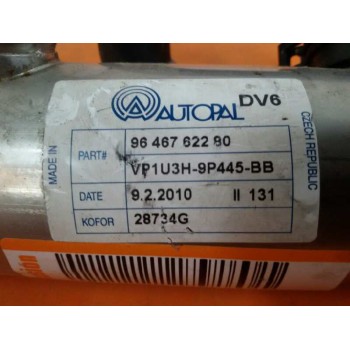 AUTOPAL DV6
MADE IN
CZECH REPUBLIC
PART# 96 467 622 80
VP1U3H-9P445-BB
DATE 9.2.2010 II 131
KOFOR 28734G